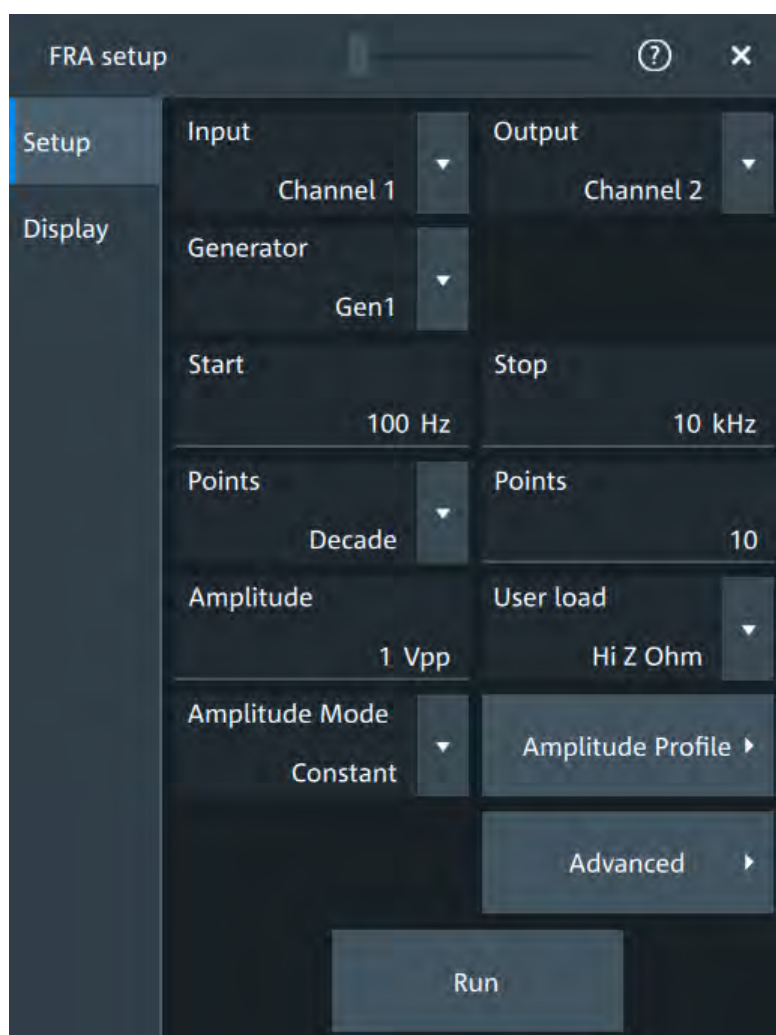 FRA setup
?
Setup
Display
Input
Channel 1
Output
Channel 2
Generator
Gen1
Start
100 Hz
Stop
10 kHz
Points
Decade
Points
10
Amplitude
1 Vpp
User load
Hi Z Ohm
Amplitude Mode
Constant
Amplitude Profile
Advanced
Run